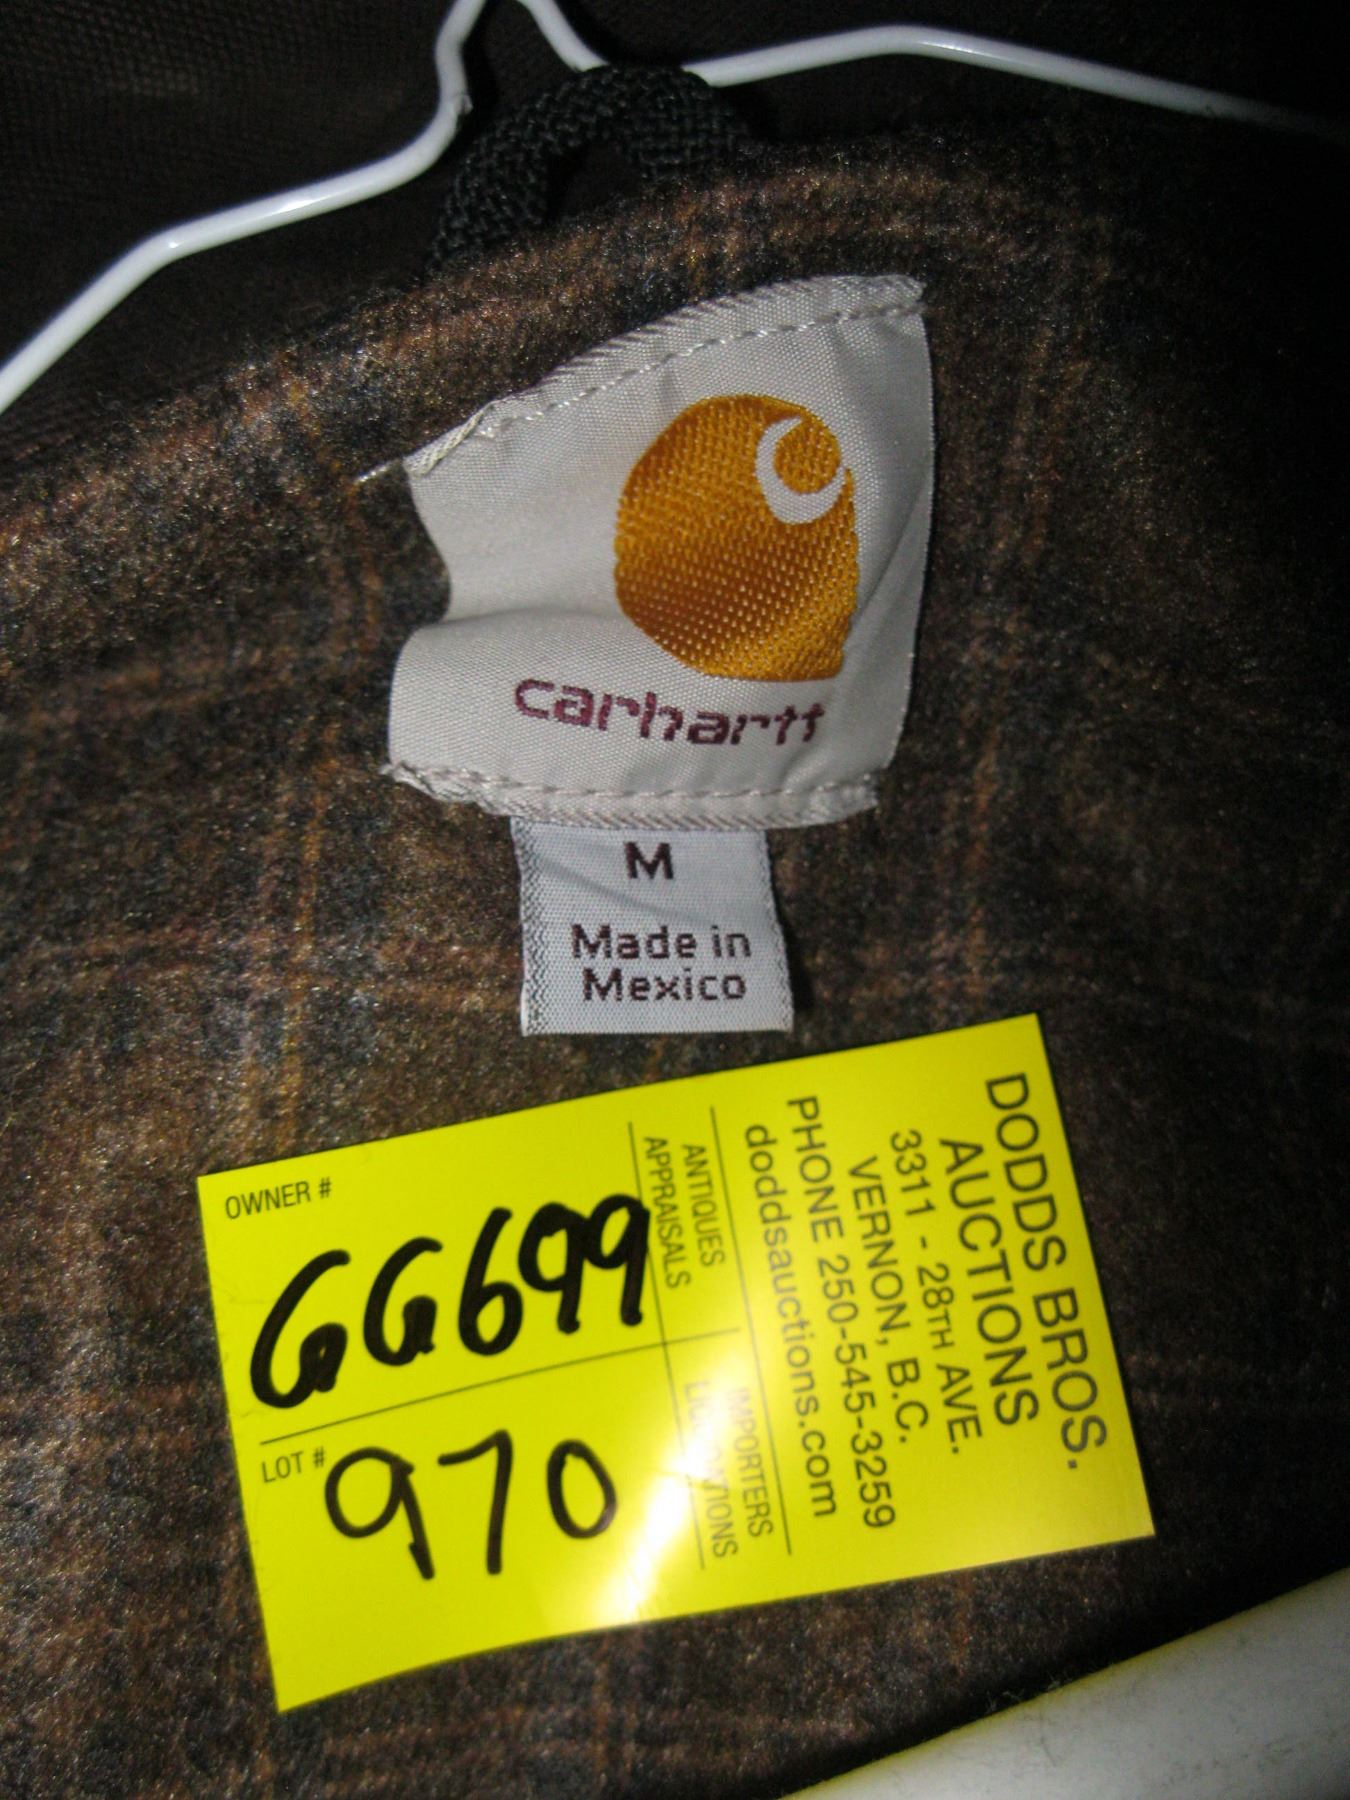 carhartt
M
Made in
Mexico
OWNER #
GG699
LOT #
970
ANTIQUES
APPRAISALS
IMPORTERS
LIQUIDATIONS
DODDS BROS.
AUCTIONS
3311 - 28TH AVE.
VERNON, B.C.
PHONE 250-545-3259
doddsauctions.com